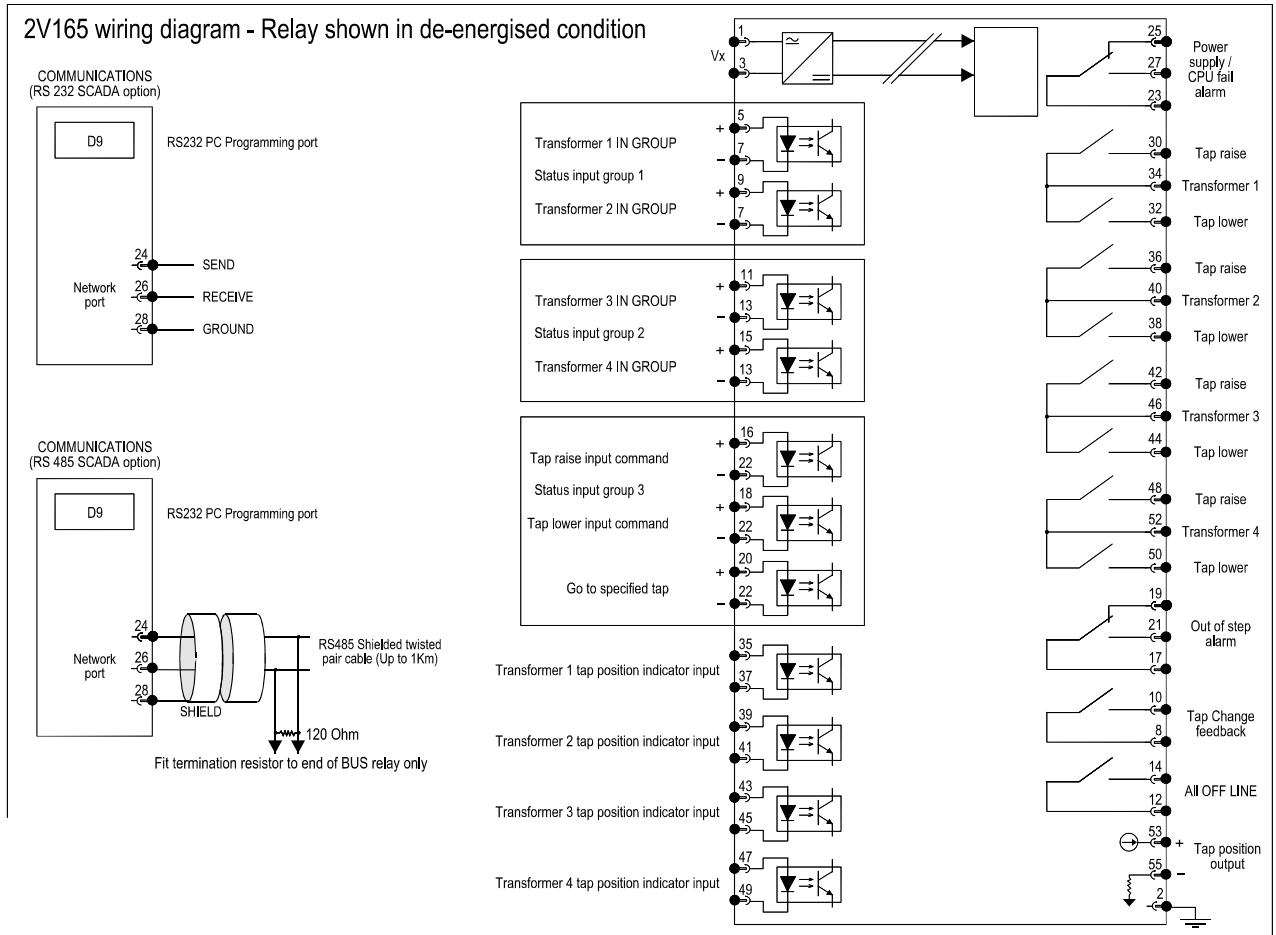 2V165 wiring diagram - Relay shown in de-energised condition
COMMUNICATIONS
(RS 232 SCADA option)
D9
RS232 PC Programming port
24
SEND
Network
port
26
RECEIVE
28
GROUND
COMMUNICATIONS
(RS 485 SCADA option)
D9
RS232 PC Programming port
24
Network
port
26
28
SHIELD
RS485 Shielded twisted
pair cable (Up to 1Km)
120 Ohm
Fit termination resistor to end of BUS relay only
Vx
1
3
Transformer 1 IN GROUP
+ 5
− 7
Status input group 1
Transformer 2 IN GROUP
+ 9
− 7
Transformer 3 IN GROUP
+ 11
− 13
Status input group 2
Transformer 4 IN GROUP
+ 15
− 13
Tap raise input command
+ 16
− 22
Status input group 3
Tap lower input command
+ 18
− 22
Go to specified tap
+ 20
− 22
Transformer 1 tap position indicator input
35
37
Transformer 2 tap position indicator input
39
41
Transformer 3 tap position indicator input
43
45
Transformer 4 tap position indicator input
47
49
25
27
23
Power
supply /
CPU fail
alarm
30
Tap raise
34
Transformer 1
32
Tap lower
36
Tap raise
40
Transformer 2
38
Tap lower
42
Tap raise
46
Transformer 3
44
Tap lower
48
Tap raise
52
Transformer 4
50
Tap lower
19
21
17
Out of step
alarm
10
8
Tap Change
feedback
14
12
All OFF LINE
53 +
55 −
Tap position
output
2